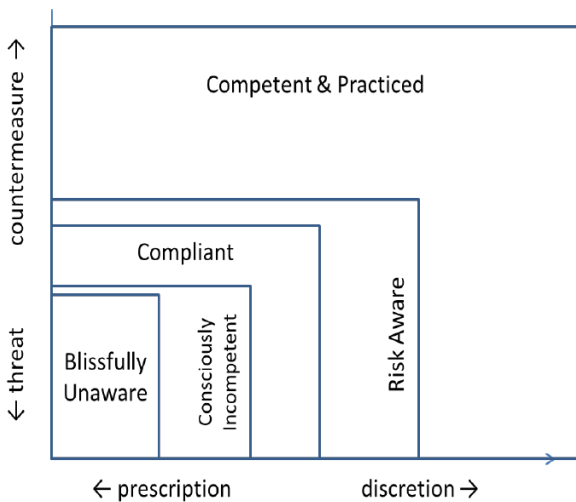 countermeasure →
← threat
Competent & Practiced
Compliant
Risk Aware
Consciously
Incompetent
Blissfully
Unaware
← prescription
discretion →